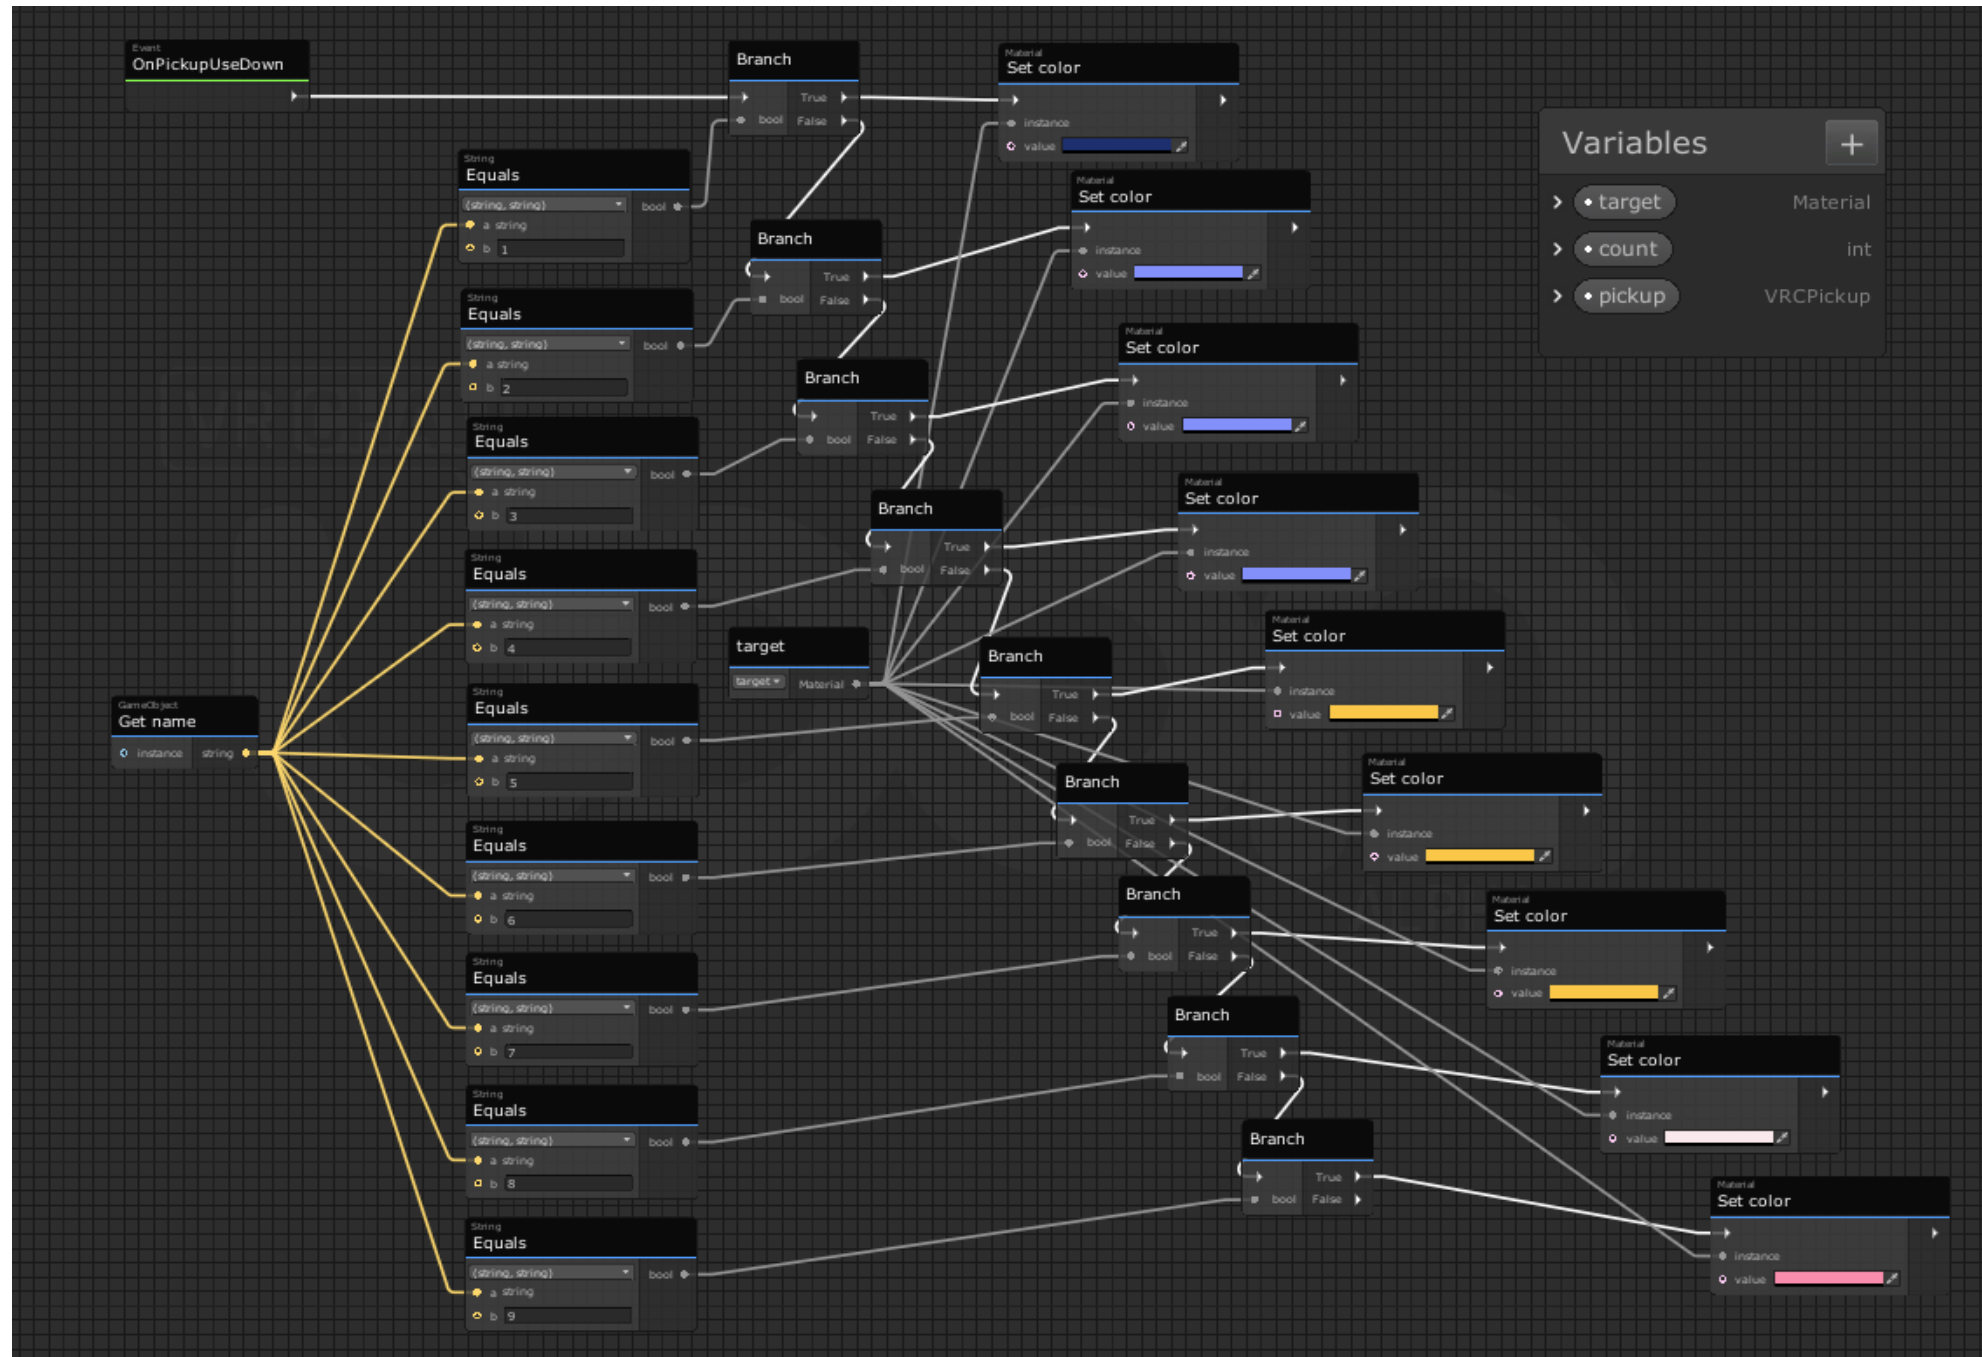 Event
OnPickupUseDown
Branch
True
bool
False
Material
Set color
instance
value
String
Equals
(string, string)
bool
a string
b 1
Branch
True
bool
False
Material
Set color
instance
value
String
Equals
(string, string)
bool
a string
b 2
Branch
True
bool
False
Material
Set color
instance
value
String
Equals
(string, string)
bool
a string
b 3
Branch
True
bool
False
Material
Set color
instance
value
String
Equals
(string, string)
bool
a string
b 4
target
target
Material
Branch
True
bool
False
Material
Set color
instance
value
GameObject
Get name
instance string
String
Equals
(string, string)
bool
a string
b 5
Branch
True
bool
False
Material
Set color
instance
value
String
Equals
(string, string)
bool
a string
b 6
Branch
True
bool
False
Material
Set color
instance
value
String
Equals
(string, string)
bool
a string
b 7
Branch
True
bool
False
Material
Set color
instance
value
String
Equals
(string, string)
bool
a string
b 8
Branch
True
bool
False
Material
Set color
instance
value
String
Equals
(string, string)
bool
a string
b 9
Variables +
target Material
count int
pickup VRCPickup